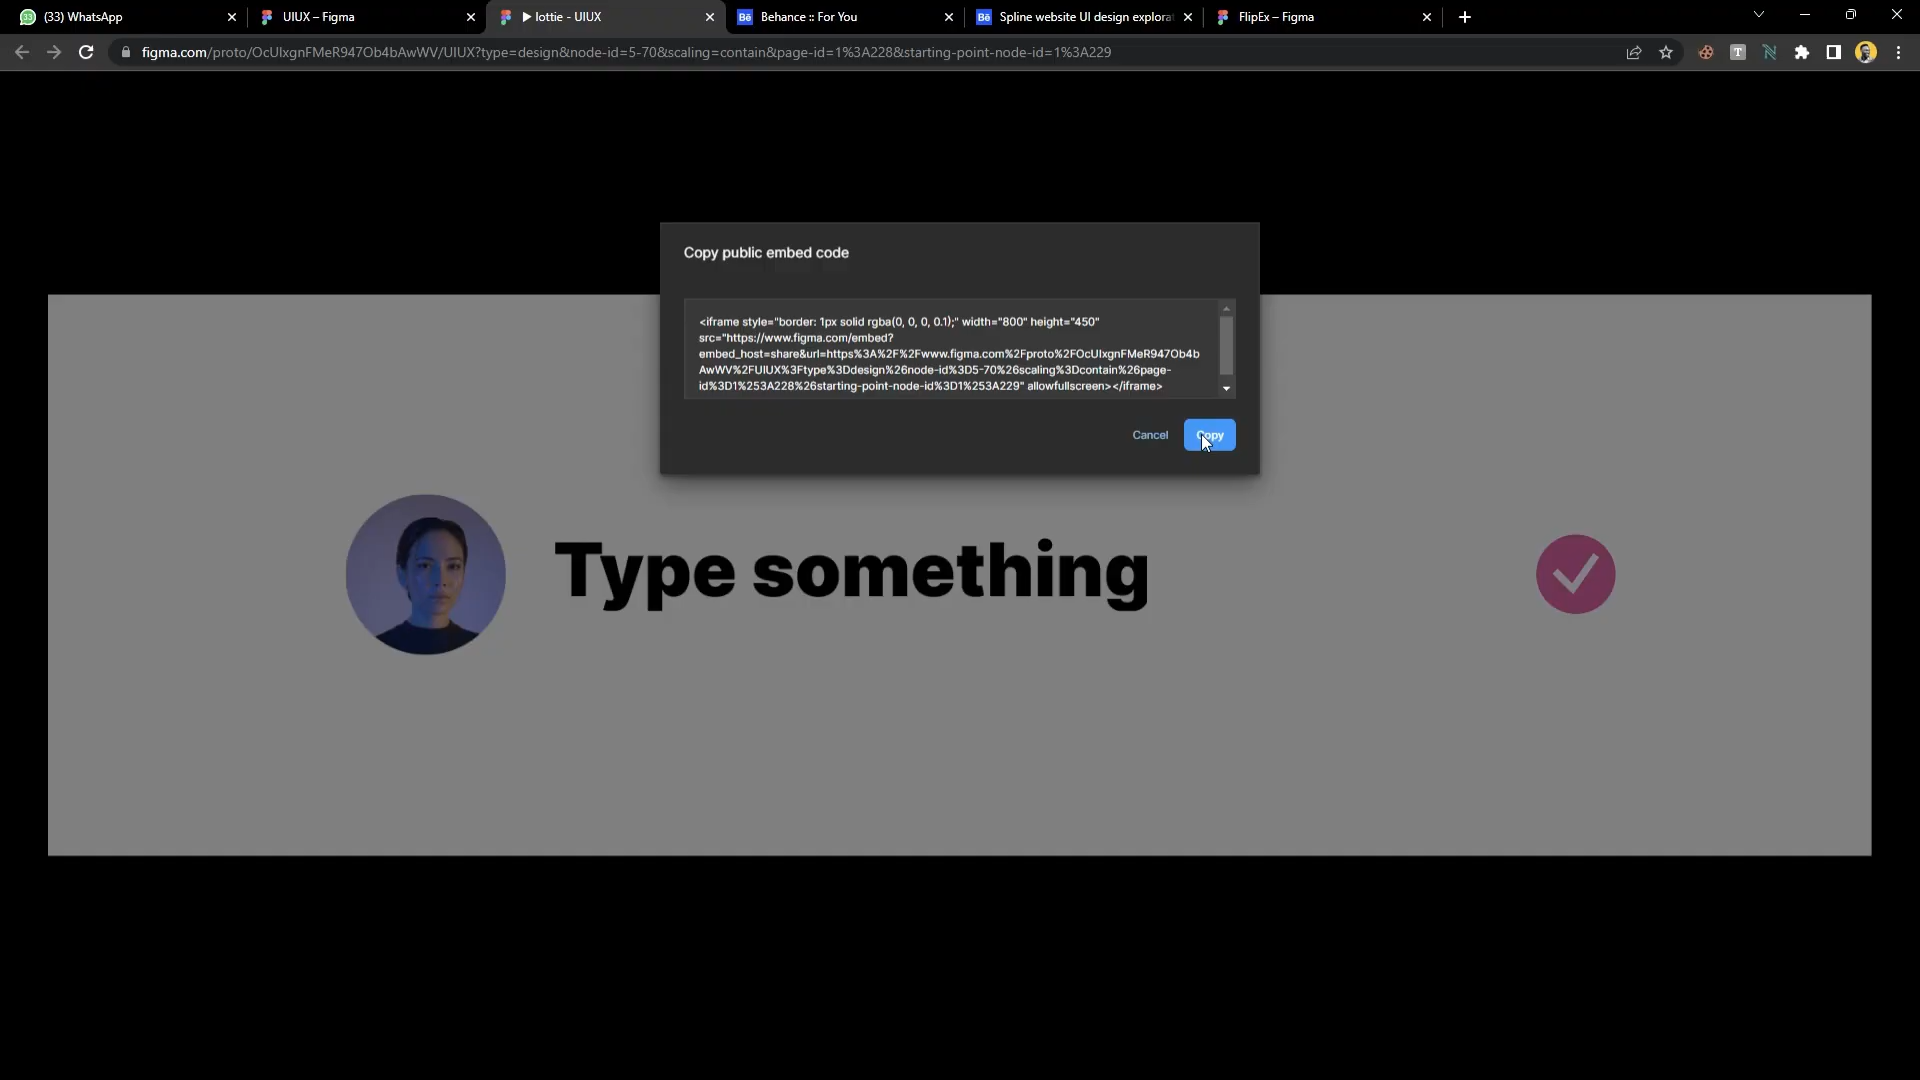 (33) WhatsApp
UIUX – Figma
lottie - UIUX
Bē Behance :: For You
Bē Spline website UI design explorat
FlipEx – Figma
figma.com/proto/OcUlxgnFMeR947Ob4bAwWV/UIUX?type=design&node-id=5-70&scaling=contain&page-id=1%3A228&starting-point-node-id=1%3A229
Copy public embed code
<iframe style="border: 1px solid rgba(0, 0, 0, 0.1);" width="800" height="450"
src="https://www.figma.com/embed?
embed_host=share&url=https%3A%2F%2Fwww.figma.com%2Fproto%2FOcUlxgnFMeR947Ob4b
AwWV%2FUIUX%3Ftype%3Ddesign%26node-id%3D5-70%26scaling%3Dcontain%26page-
id%3D1%253A228%26starting-point-node-id%3D1%253A229" allowfullscreen></iframe>
Cancel
Copy
Type something